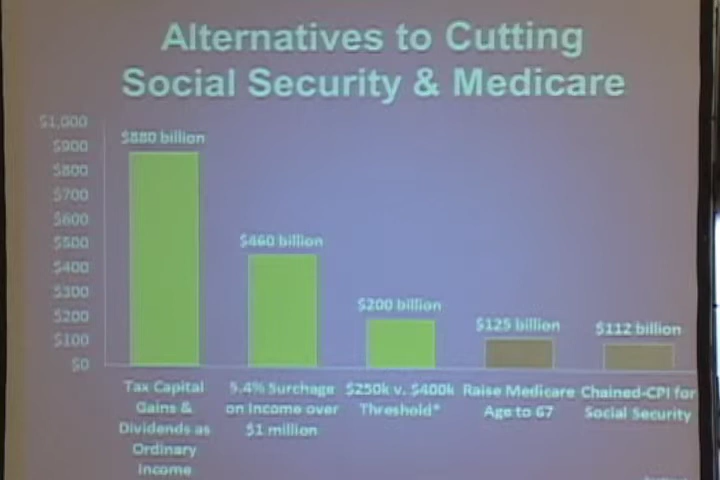 Alternatives to Cutting
Social Security & Medicare
$1,000
$900
$800
$700
$600
$500
$400
$300
$200
$100
$0
$880 billion
$460 billion
$200 billion
$125 billion
$112 billion
Tax Capital
Gains &
Dividends as
Ordinary
Income
5.4% Surchage
on Income over
$1 million
$250k v. $400k
Threshold*
Raise Medicare
Age to 67
Chained-CPI for
Social Security